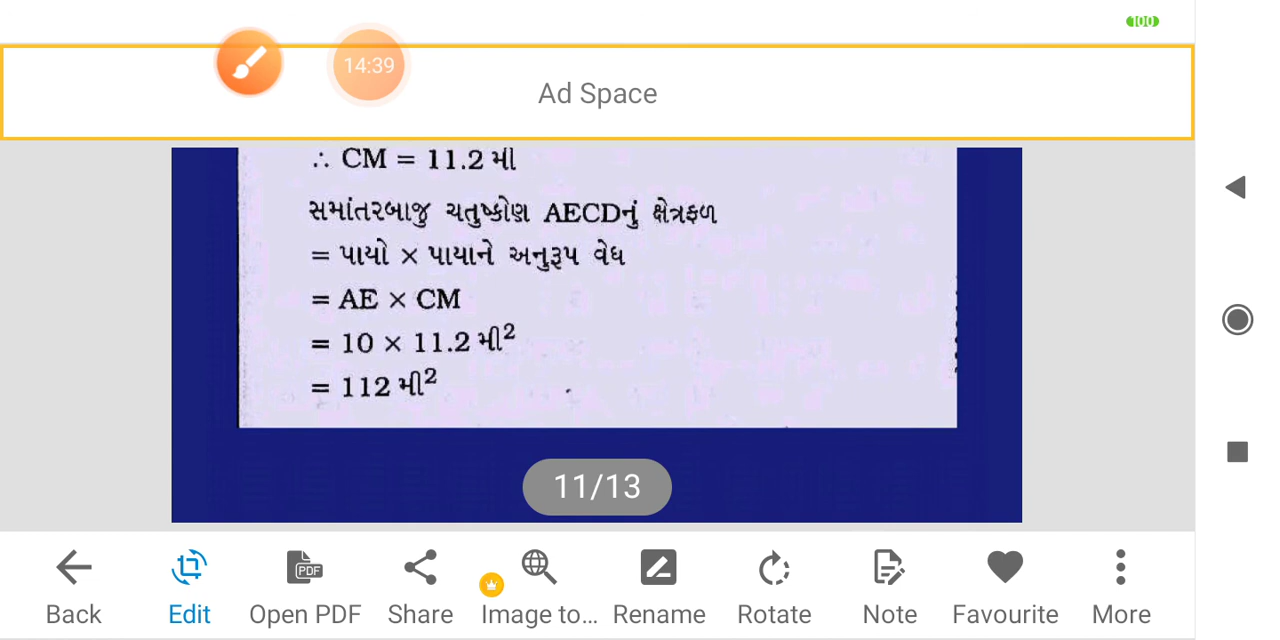 100
14:39
Ad Space
∴ CM = 11.2 મી
સમાંતરબાજુ ચતુષ્કોણ AECDનું ક્ષેત્રફળ
= પાયો × પાયાને અનુરૂપ વેધ
= AE × CM
= 10 × 11.2 મી²
= 112 મી²
11/13
PDF
Back Edit Open PDF Share Image to... Rename Rotate Note Favourite More